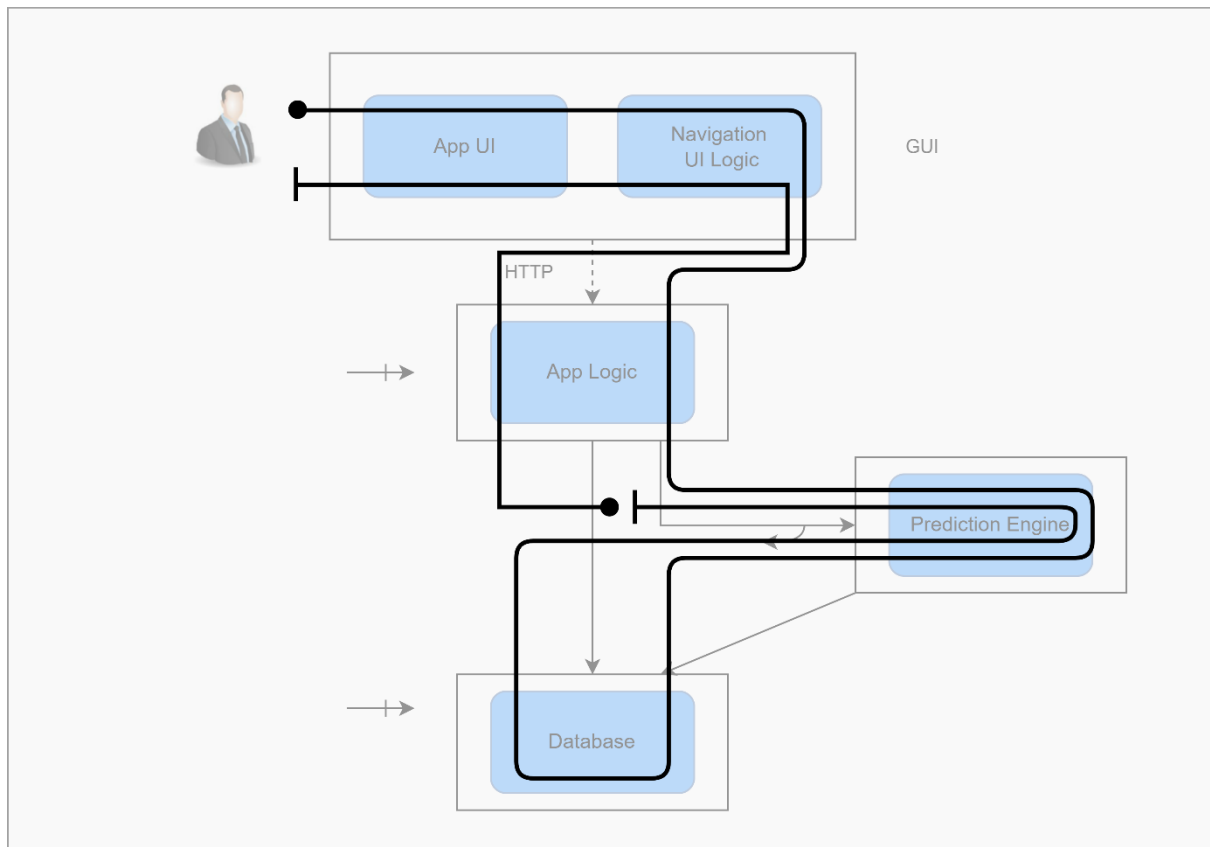 App UI
Navigation
UI Logic
GUI
HTTP
App Logic
Prediction Engine
Database